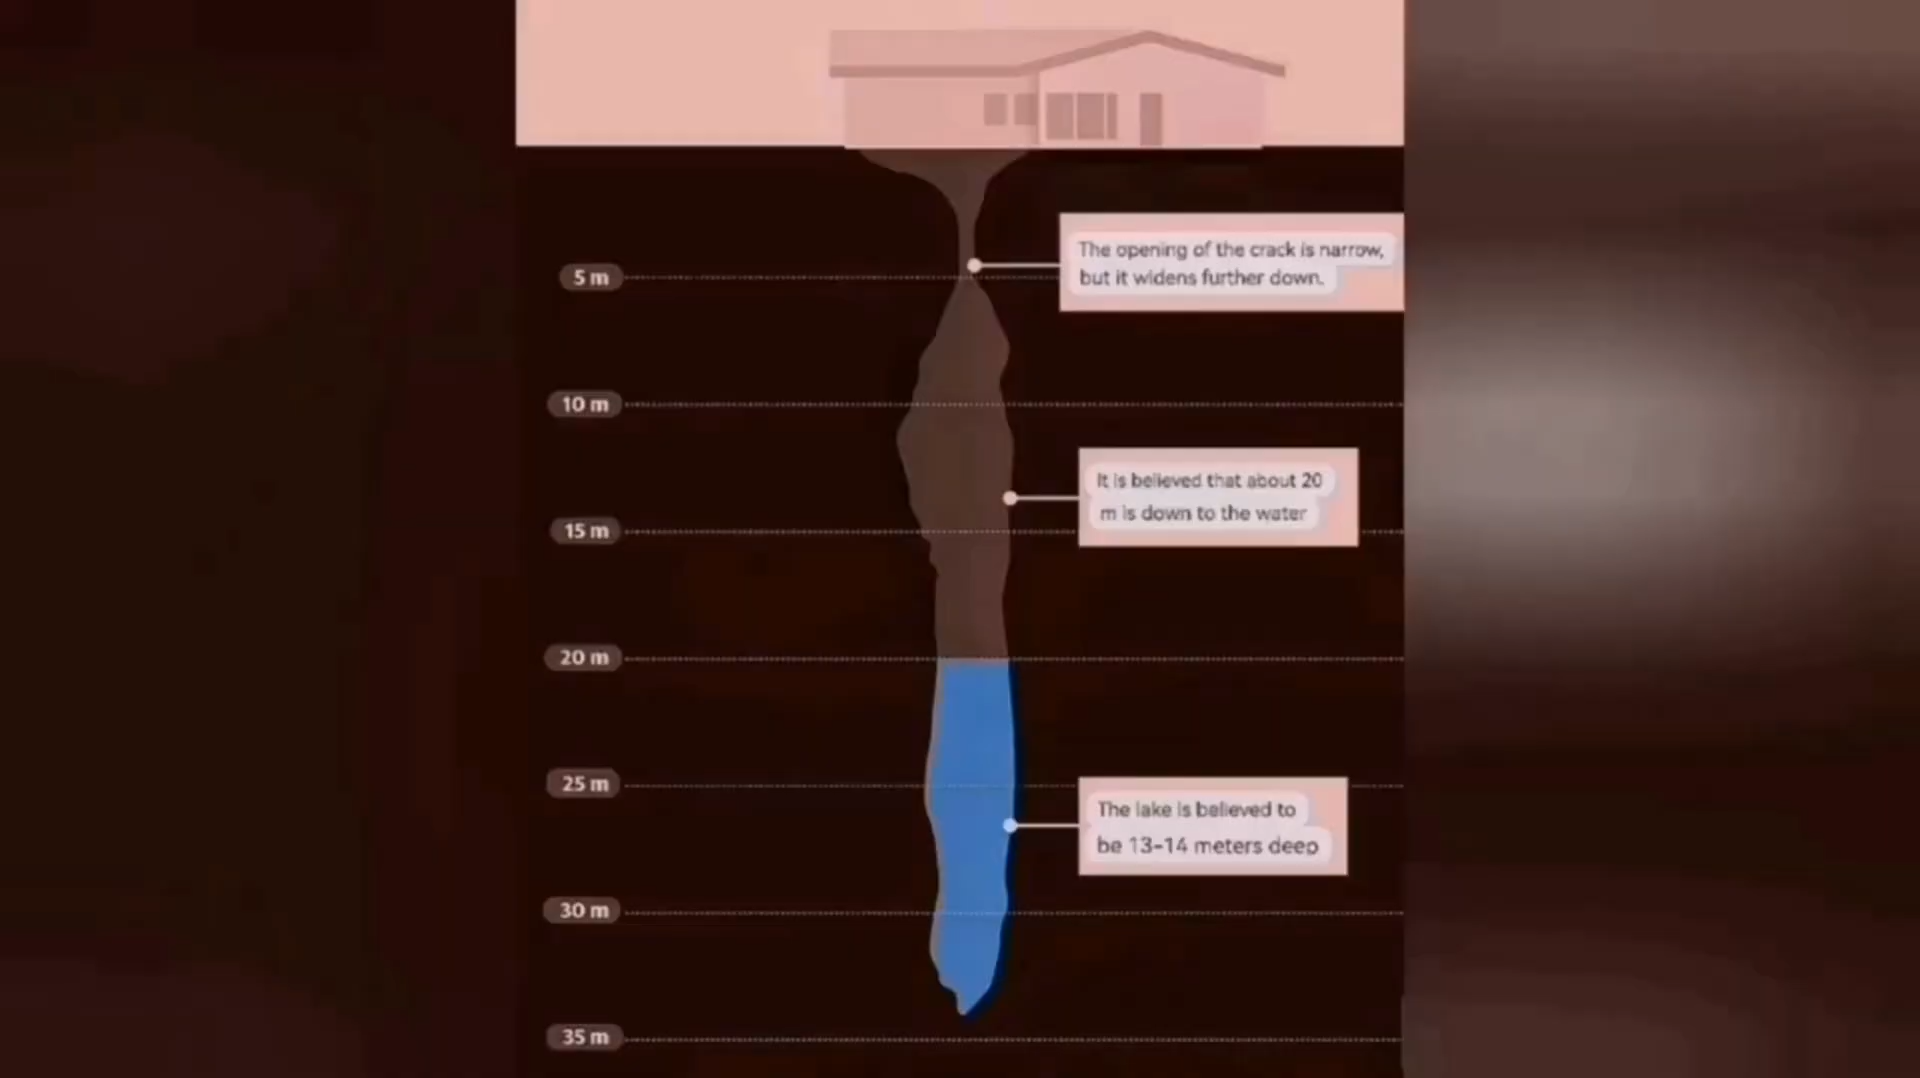 The opening of the crack is narrow,
but it widens further down.
5 m
10 m
It is believed that about 20
m is down to the water
15 m
20 m
25 m
The lake is believed to
be 13-14 meters deep
30 m
35 m